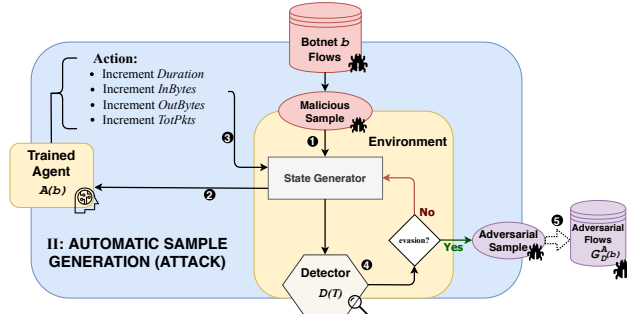 Botnet b
Flows
Action:
• Increment Duration
• Increment InBytes
• Increment OutBytes
• Increment TotPkts
Malicious
Sample
Environment
❶
❸
Trained
Agent
A(b)
State Generator
❷
No
evasion?
Yes
Adversarial
Sample
❺
Adversarial
Flows
G_D^A(b)
II: AUTOMATIC SAMPLE
GENERATION (ATTACK)
❹
Detector
D(T)